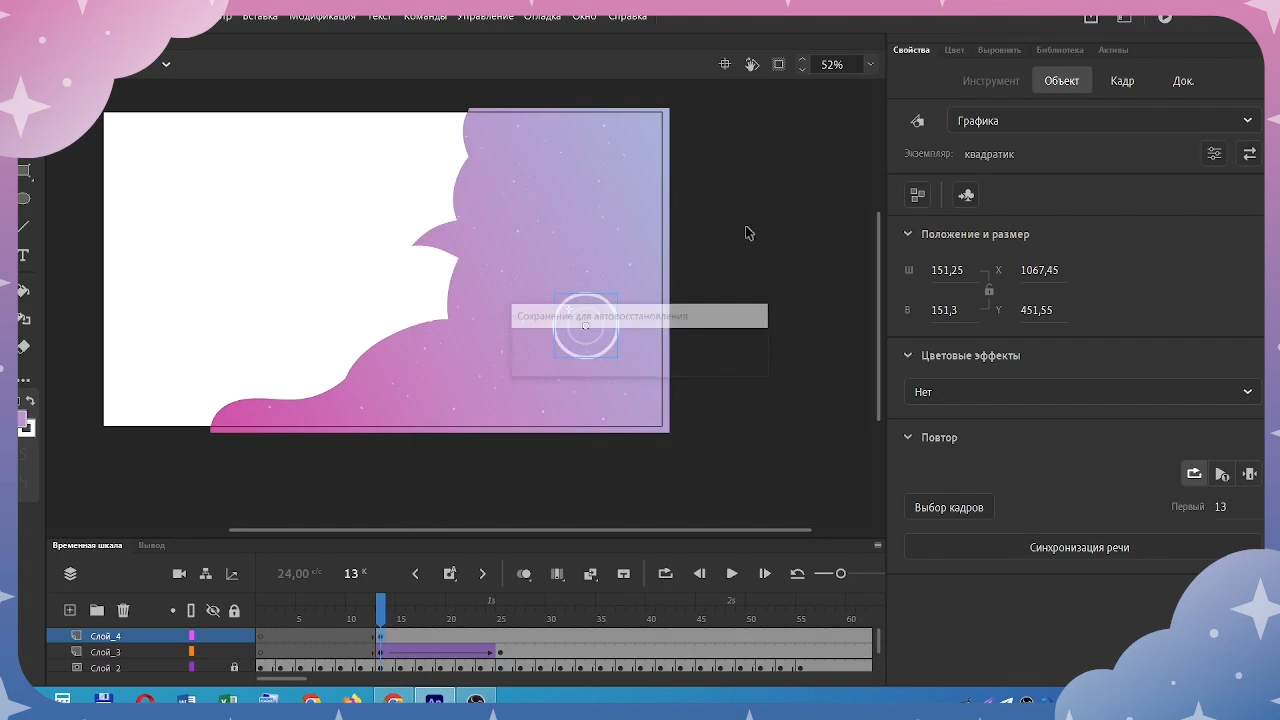 Вставка Модификация Текст Команды Управление Отладка Окно Справка
52%
Свойства Цвет Выровнять Библиотека Активы
Инструмент Объект Кадр Док.
Графика
Экземпляр: квадратик
Положение и размер
Ш 151,25 X 1067,45
В 151,3 Y 451,55
Цветовые эффекты
Нет
Повтор
Выбор кадров Первый 13
Синхронизация речи
Сохранение для автовосстановления
Временная шкала Вывод
24,00 к/с 13 К
1s 2s
5 10 15 20 25 30 35 40 45 50 55 60
Слой_4
Слой_3
Слой_2
An